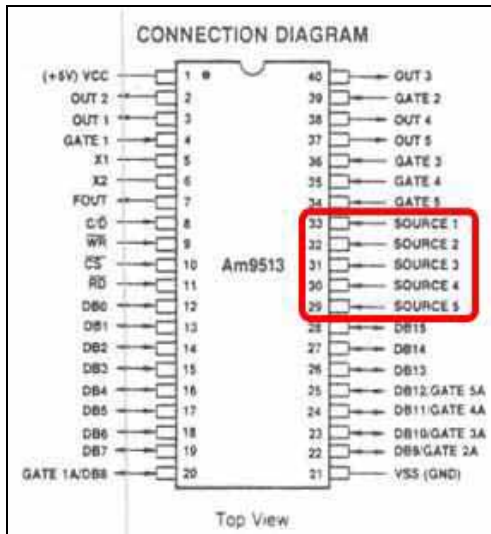 CONNECTION DIAGRAM
(+5V) VCC 1 40 OUT 3
OUT 2 2 39 GATE 2
OUT 1 3 38 OUT 4
GATE 1 4 37 OUT 5
X1 5 36 GATE 3
X2 6 35 GATE 4
FOUT 7 34 GATE 5
C/D̅ 8 33 SOURCE 1
W̅R̅ 9 32 SOURCE 2
C̅S̅ 10 Am9513 31 SOURCE 3
R̅D̅ 11 30 SOURCE 4
DB0 12 29 SOURCE 5
DB1 13 28 DB15
DB2 14 27 DB14
DB3 15 26 DB13
DB4 16 25 DB12/GATE 5A
DB5 17 24 DB11/GATE 4A
DB6 18 23 DB10/GATE 3A
DB7 19 22 DB9/GATE 2A
GATE 1A/DB8 20 21 VSS (GND)
Top View